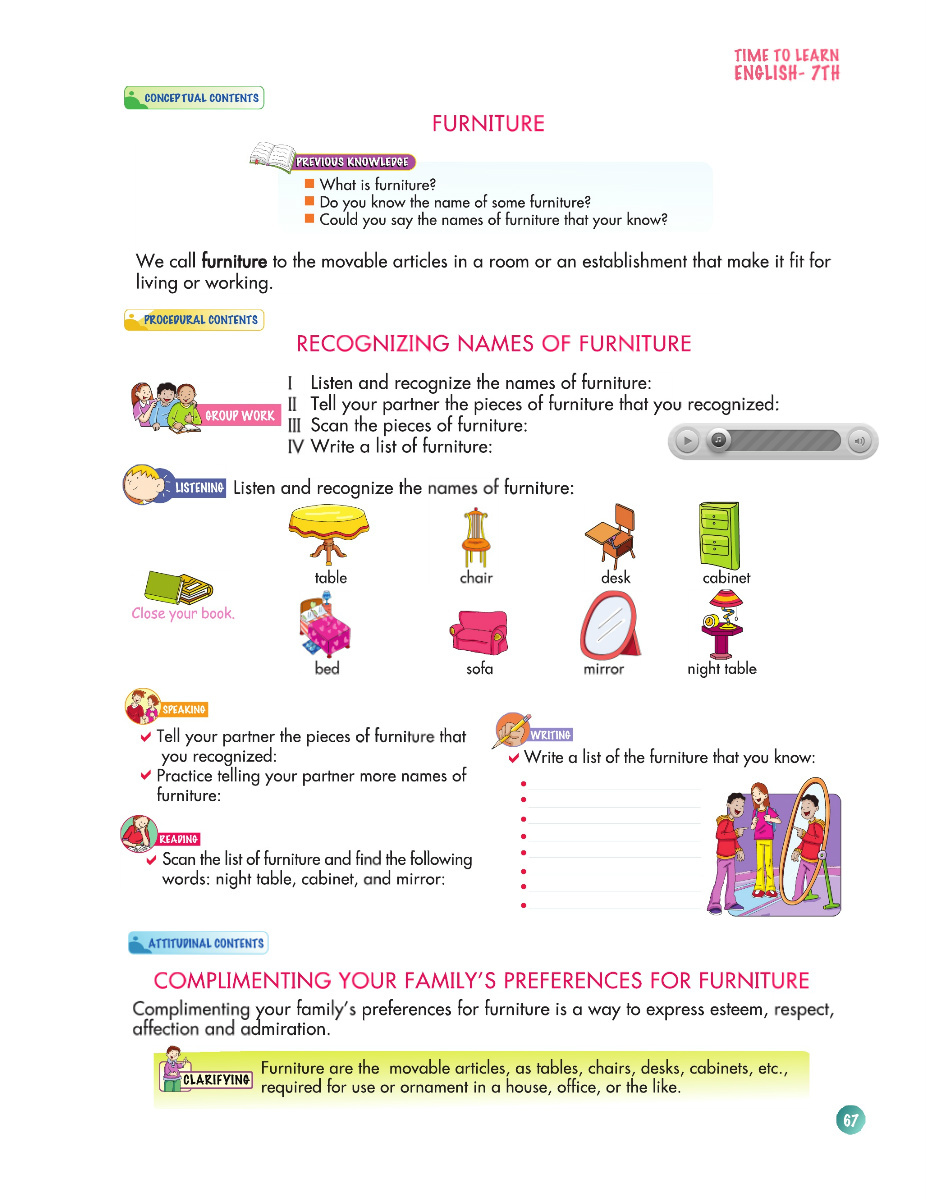 TIME TO LEARN
ENGLISH- 7TH
CONCEPTUAL CONTENTS
FURNITURE
PREVIOUS KNOWLEDGE
What is furniture?
Do you know the name of some furniture?
Could you say the names of furniture that your know?
We call furniture to the movable articles in a room or an establishment that make it fit for
living or working.
PROCEDURAL CONTENTS
RECOGNIZING NAMES OF FURNITURE
GROUP WORK
I Listen and recognize the names of furniture:
II Tell your partner the pieces of furniture that you recognized:
III Scan the pieces of furniture:
IV Write a list of furniture:
LISTENING
Listen and recognize the names of furniture:
table
chair
desk
cabinet
Close your book.
bed
sofa
mirror
night table
SPEAKING
Tell your partner the pieces of furniture that
you recognized:
Practice telling your partner more names of
furniture:
READING
Scan the list of furniture and find the following
words: night table, cabinet, and mirror:
WRITING
Write a list of the furniture that you know:
ATTITUDINAL CONTENTS
COMPLIMENTING YOUR FAMILY'S PREFERENCES FOR FURNITURE
Complimenting your family's preferences for furniture is a way to express esteem, respect,
affection and admiration.
CLARIFYING
Furniture are the movable articles, as tables, chairs, desks, cabinets, etc.,
required for use or ornament in a house, office, or the like.
67